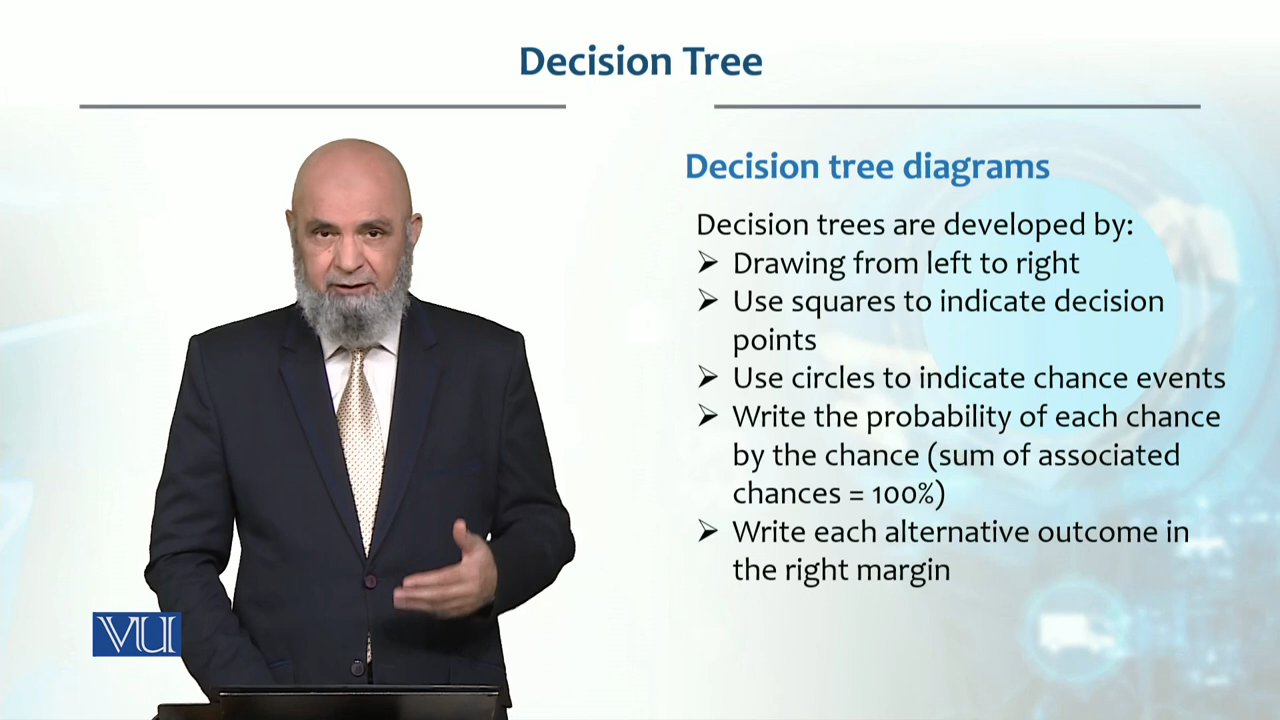 Decision Tree
Decision tree diagrams
Decision trees are developed by:
➢ Drawing from left to right
➢ Use squares to indicate decision
points
➢ Use circles to indicate chance events
➢ Write the probability of each chance
by the chance (sum of associated
chances = 100%)
➢ Write each alternative outcome in
the right margin
VU